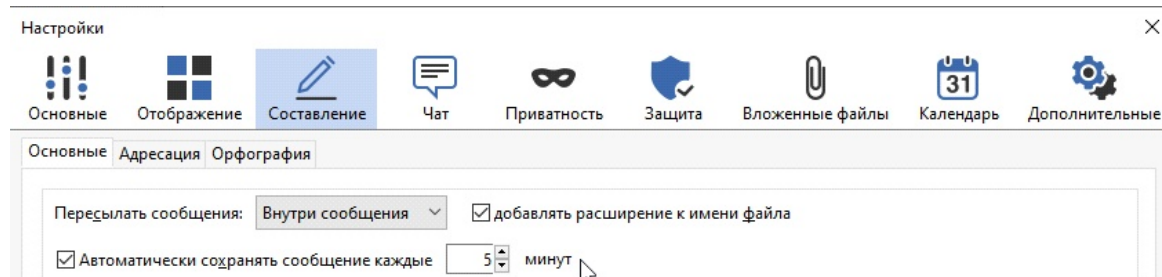 Настройки
31
Основные Отображение Составление Чат Приватность Защита Вложенные файлы Календарь Дополнительные
Основные Адресация Орфография
Пересылать сообщения: Внутри сообщения добавлять расширение к имени файла
Автоматически сохранять сообщение каждые 5 минут